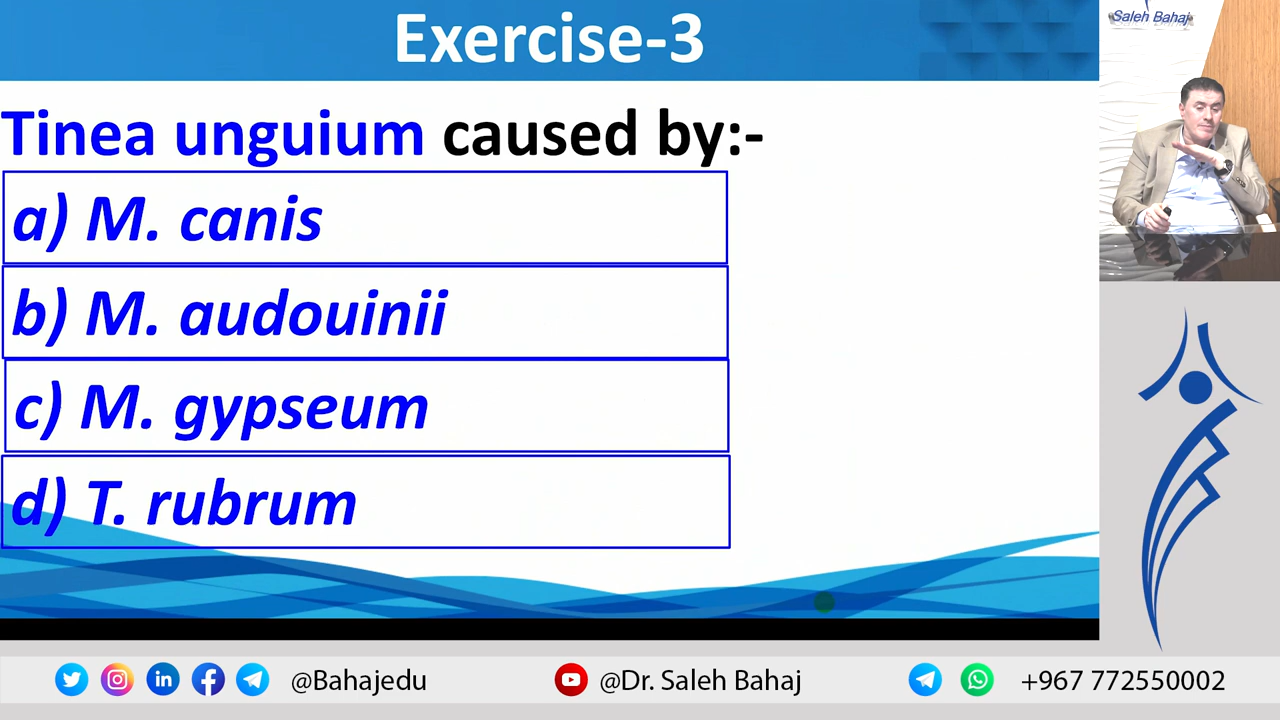 Exercise-3
Saleh Bahaj
Tinea unguium caused by:-
a) M. canis
b) M. audouinii
c) M. gypseum
d) T. rubrum
@Bahajedu
@Dr. Saleh Bahaj
+967 772550002